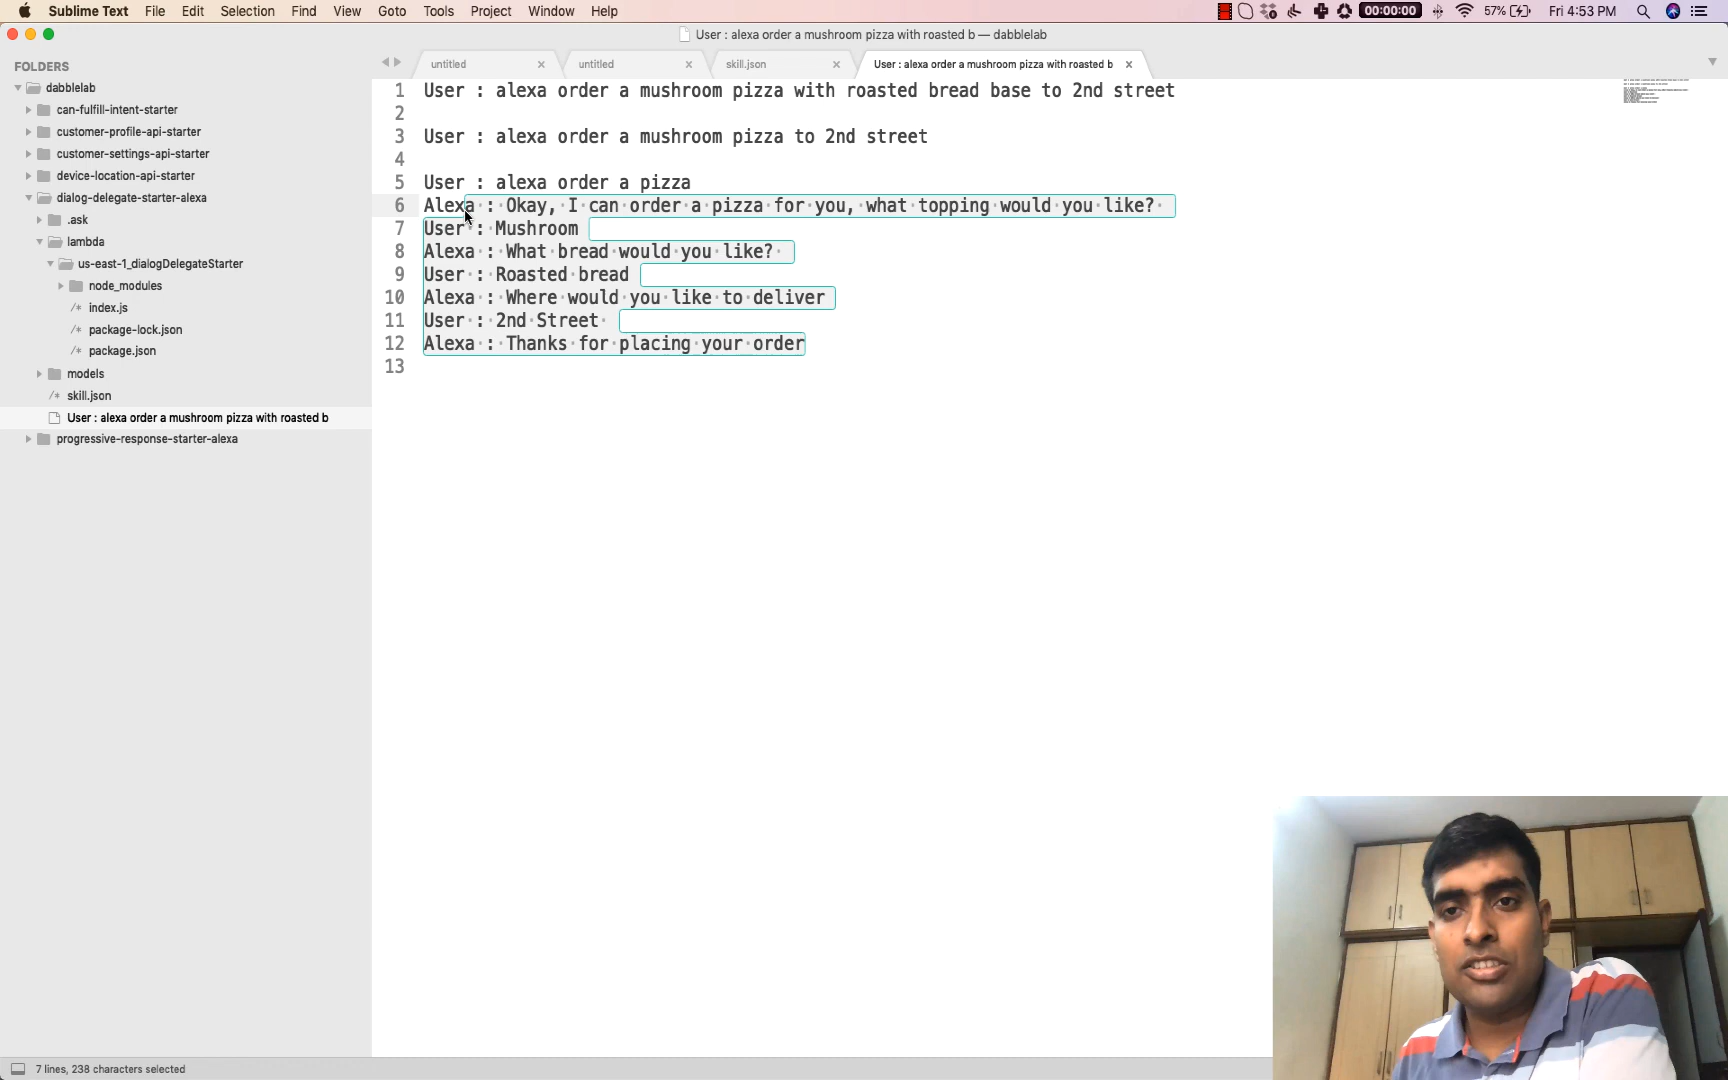 Sublime Text File Edit Selection Find View Goto Tools Project Window Help 00:00:00 57% Fri 4:53 PM
User : alexa order a mushroom pizza with roasted b — dabblelab
FOLDERS
dabblelab
can-fulfill-intent-starter
customer-profile-api-starter
customer-settings-api-starter
device-location-api-starter
dialog-delegate-starter-alexa
.ask
lambda
us-east-1_dialogDelegateStarter
node_modules
/* index.js
/* package-lock.json
/* package.json
models
/* skill.json
User : alexa order a mushroom pizza with roasted b
progressive-response-starter-alexa
untitled × untitled × skill.json × User : alexa order a mushroom pizza with roasted b ×
1 User : alexa order a mushroom pizza with roasted bread base to 2nd street
2
3 User : alexa order a mushroom pizza to 2nd street
4
5 User : alexa order a pizza
6 Alexa : Okay, I can order a pizza for you, what topping would you like?
7 User : Mushroom
8 Alexa : What bread would you like?
9 User : Roasted bread
10 Alexa : Where would you like to deliver
11 User : 2nd Street
12 Alexa : Thanks for placing your order
13
7 lines, 238 characters selected